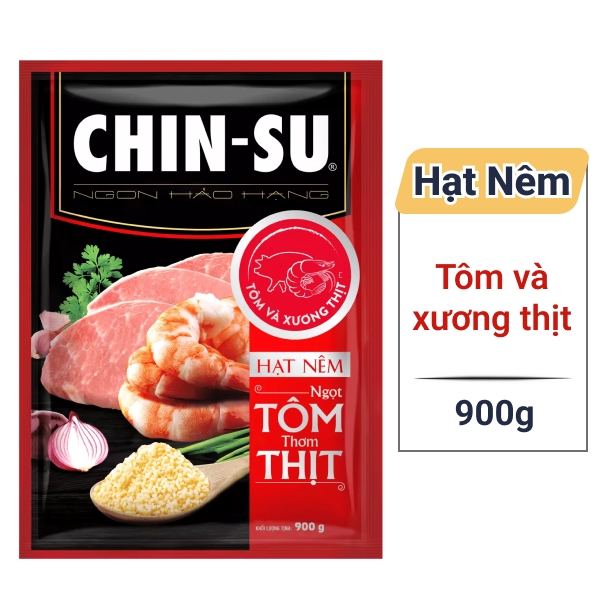 CHIN-SU®
NGON HẢO HẠNG
TÔM VÀ XƯƠNG THỊT
HẠT NÊM
Ngọt
TÔM
Thơm
THỊT
KHỐI LƯỢNG TỊNH: 900 g
Hạt Nêm
Tôm và
xương thịt
900g